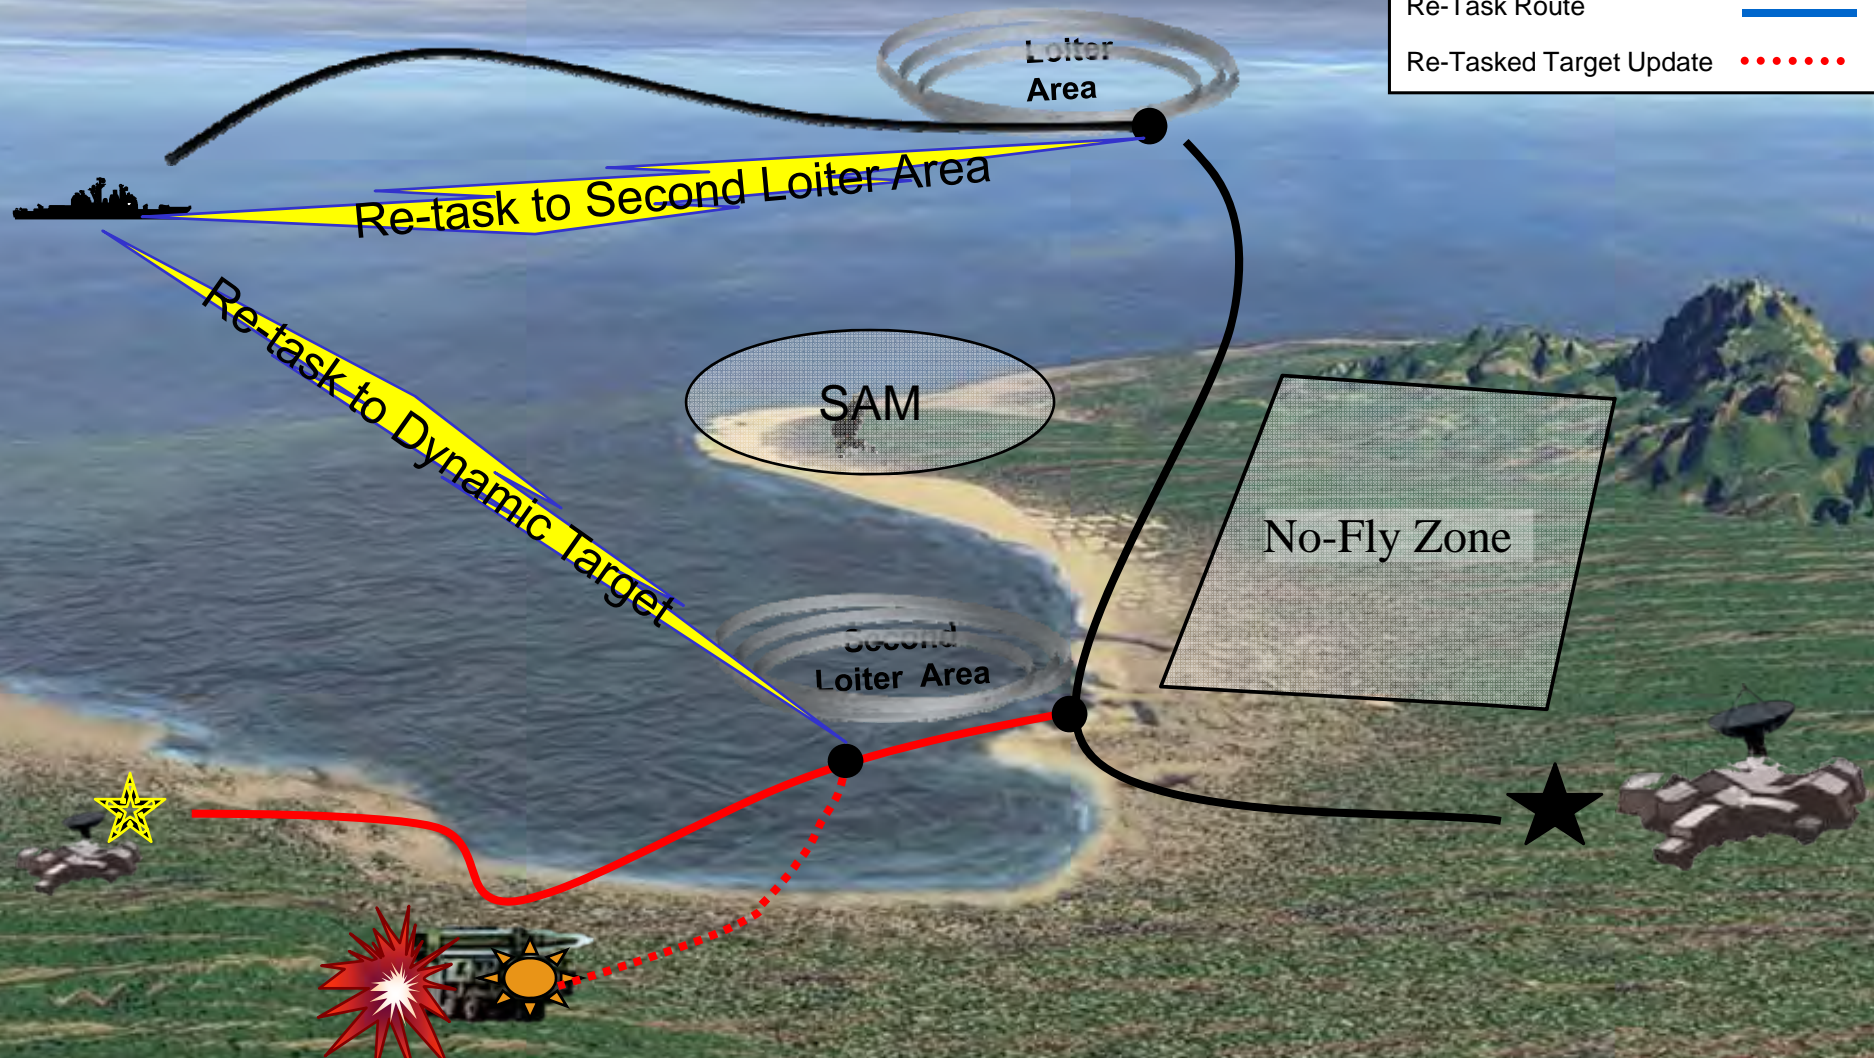 Re-Task Route
Re-Tasked Target Update
Loiter
Area
Re-task to Second Loiter Area
Re-task to Dynamic Target
SAM
No-Fly Zone
Second
Loiter Area